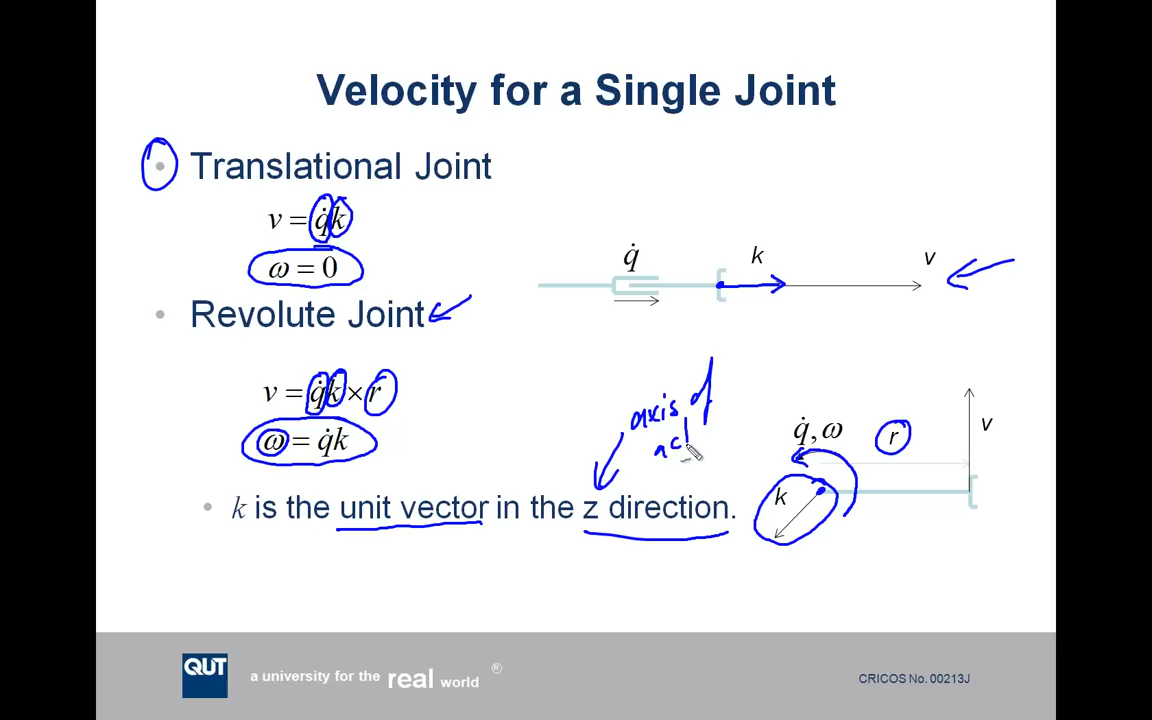 Velocity for a Single Joint
• Translational Joint
v = q̇k
ω = 0
q̇ k v
• Revolute Joint
v = q̇k × r
ω = q̇k
axis of
q̇, ω r v
k
• k is the unit vector in the z direction.
QUT a university for the real world ®
CRICOS No. 00213J